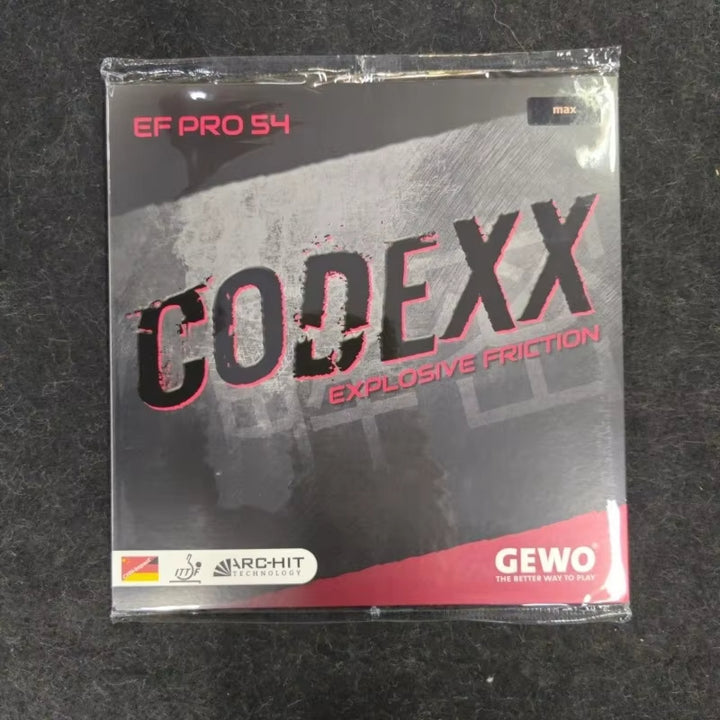 EF PRO 54
max
CODEXX
EXPLOSIVE FRICTION
ITTF
ARC-HIT
TECHNOLOGY
GEWO®
THE BETTER WAY TO PLAY